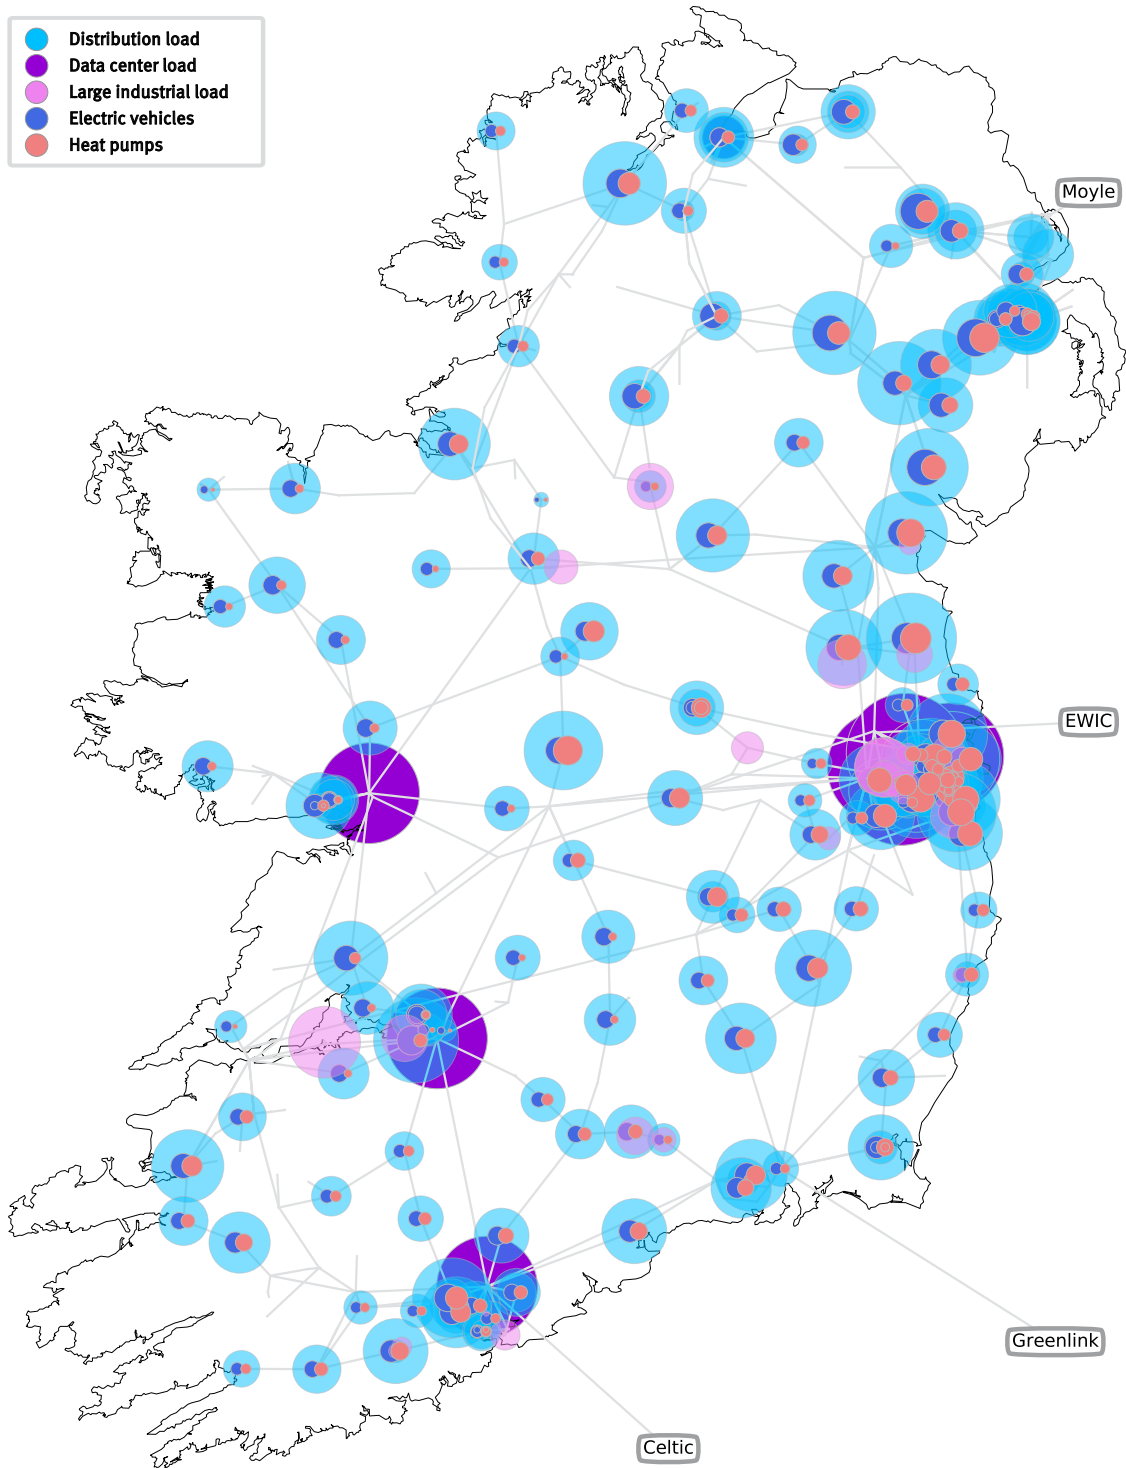 Distribution load
Data center load
Large industrial load
Electric vehicles
Heat pumps
Moyle
EWIC
Greenlink
Celtic